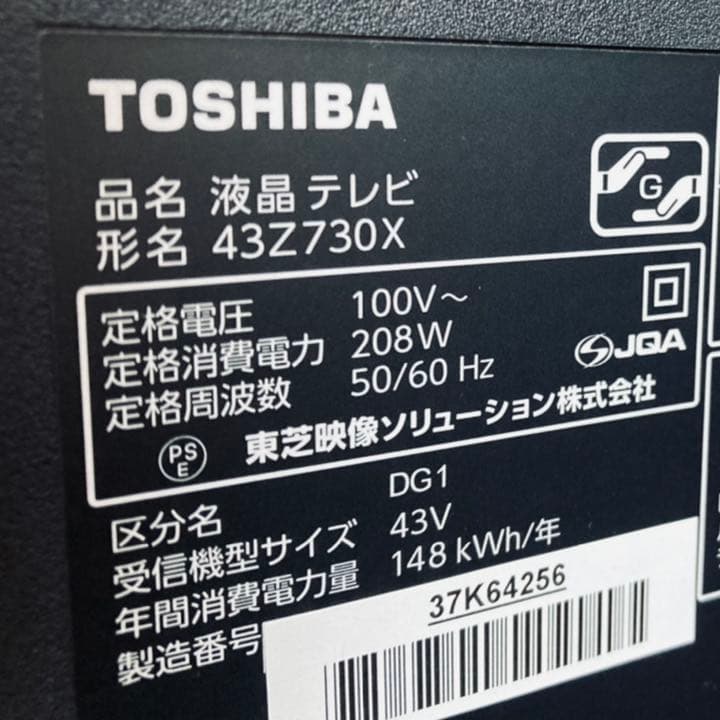 TOSHIBA
品名 液晶テレビ
形名 43Z730X
G
定格電圧 100V～
定格消費電力 208W
定格周波数 50/60 Hz
JQA
PS
E
東芝映像ソリューション株式会社
区分名 DG1
受信機型サイズ 43V
年間消費電力量 148 kWh/年
製造番号
37K64256